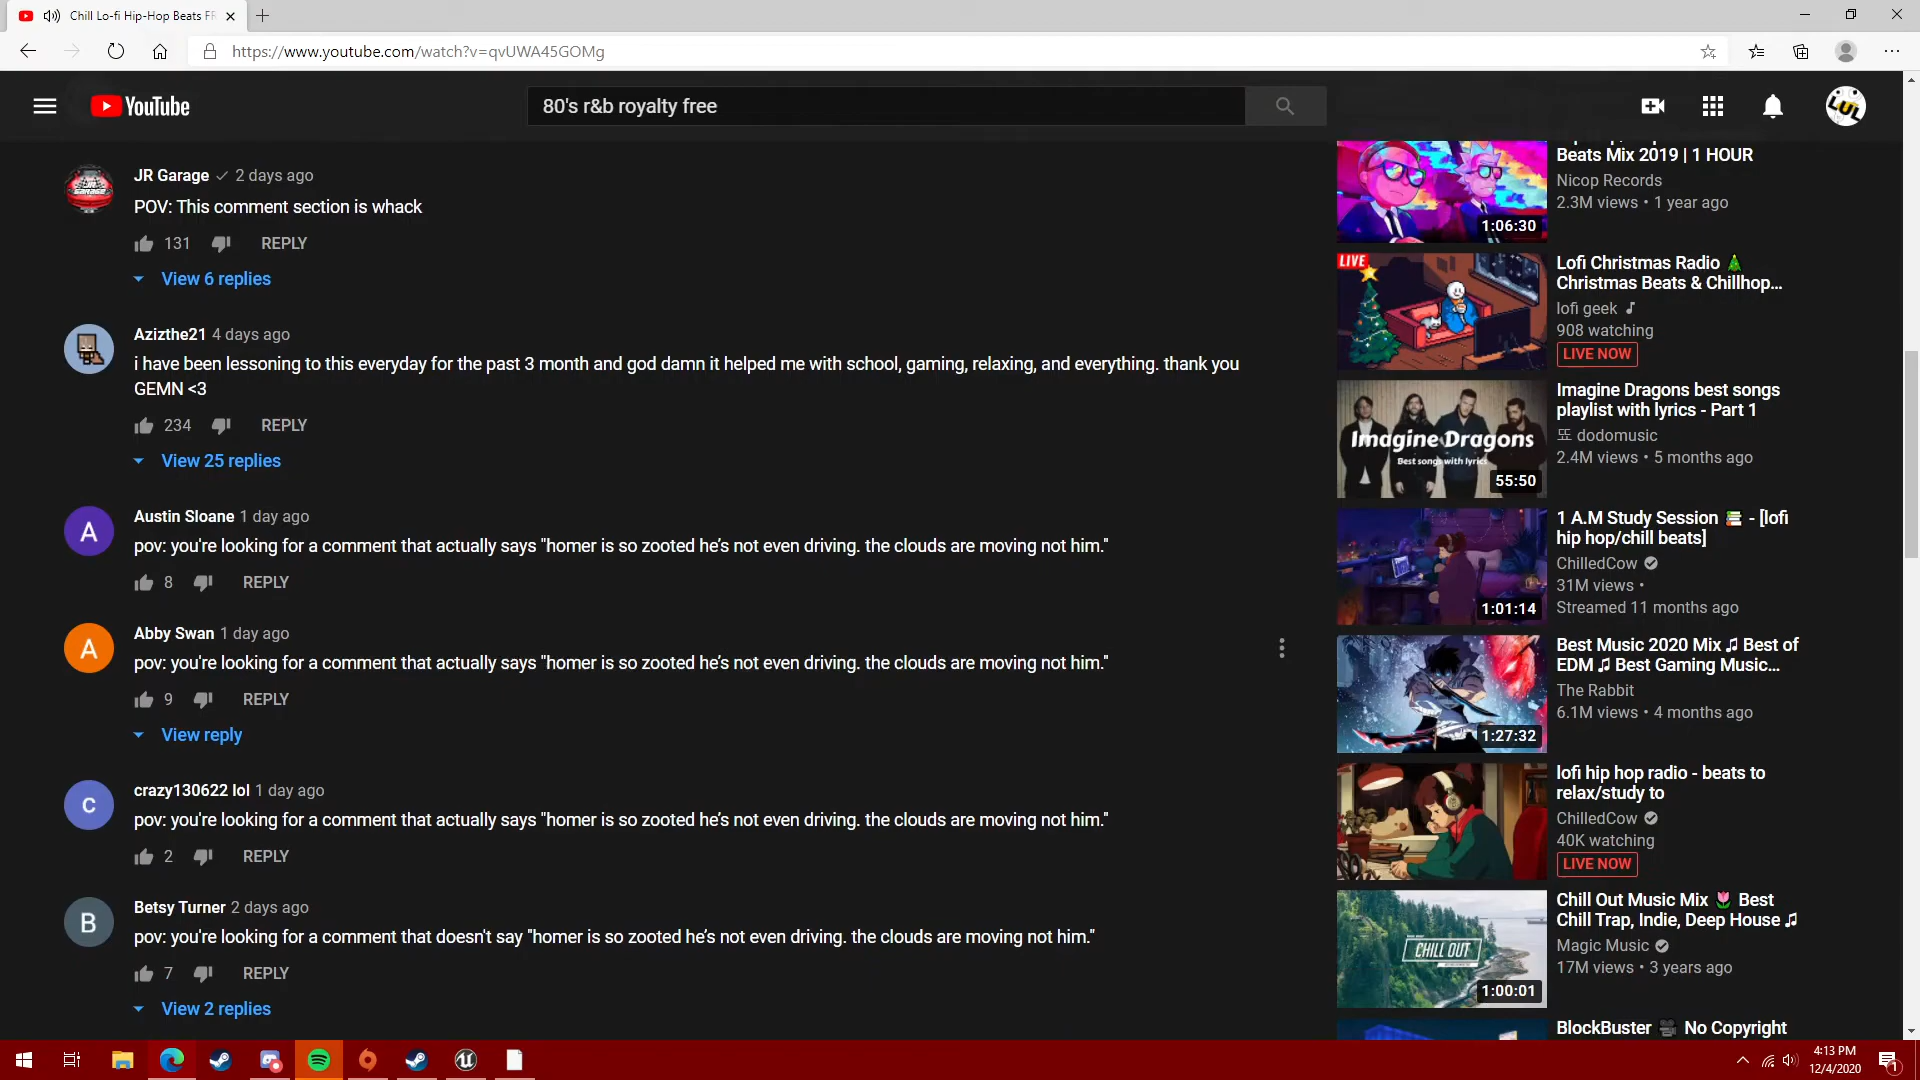 Chill Lo-fi Hip-Hop Beats FR
https://www.youtube.com/watch?v=qvUWA45GOMg
YouTube
80's r&b royalty free
LUL
JR Garage 2 days ago
POV: This comment section is whack
131 REPLY
View 6 replies
Azizthe21 4 days ago
i have been lessoning to this everyday for the past 3 month and god damn it helped me with school, gaming, relaxing, and everything. thank you
GEMN <3
234 REPLY
View 25 replies
A
Austin Sloane 1 day ago
pov: you're looking for a comment that actually says "homer is so zooted he's not even driving. the clouds are moving not him."
8 REPLY
A
Abby Swan 1 day ago
pov: you're looking for a comment that actually says "homer is so zooted he's not even driving. the clouds are moving not him."
9 REPLY
View reply
C
crazy130622 lol 1 day ago
pov: you're looking for a comment that actually says "homer is so zooted he's not even driving. the clouds are moving not him."
2 REPLY
B
Betsy Turner 2 days ago
pov: you're looking for a comment that doesn't say "homer is so zooted he's not even driving. the clouds are moving not him."
7 REPLY
View 2 replies
1:06:30
Beats Mix 2019 | 1 HOUR
Nicop Records
2.3M views • 1 year ago
LIVE
Lofi Christmas Radio 🎄
Christmas Beats & Chillhop...
lofi geek ♪
908 watching
LIVE NOW
Imagine Dragons
Best songs with lyrics
55:50
Imagine Dragons best songs
playlist with lyrics - Part 1
뚀 dodomusic
2.4M views • 5 months ago
1:01:14
1 A.M Study Session 📚 - [lofi
hip hop/chill beats]
ChilledCow
31M views •
Streamed 11 months ago
1:27:32
Best Music 2020 Mix ♫ Best of
EDM ♫ Best Gaming Music...
The Rabbit
6.1M views • 4 months ago
lofi hip hop radio - beats to
relax/study to
ChilledCow
40K watching
LIVE NOW
CHILL OUT
1:00:01
Chill Out Music Mix 🌷 Best
Chill Trap, Indie, Deep House ♫
Magic Music
17M views • 3 years ago
BlockBuster 🎥 No Copyright
4:13 PM
12/4/2020
1